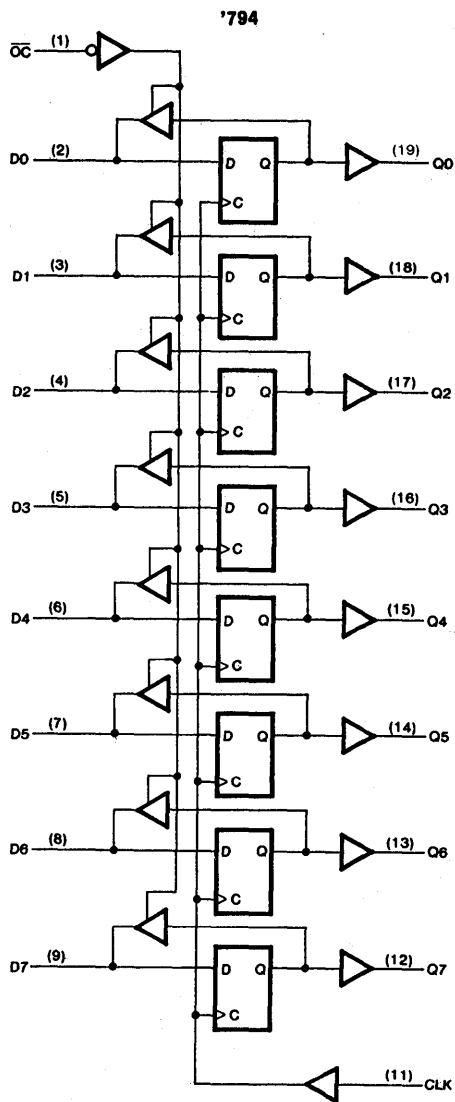 '794
OC (1)
D0 (2) D Q (19) Q0
C
D1 (3) D Q (18) Q1
C
D2 (4) D Q (17) Q2
C
D3 (5) D Q (16) Q3
C
D4 (6) D Q (15) Q4
C
D5 (7) D Q (14) Q5
C
D6 (8) D Q (13) Q6
C
D7 (9) D Q (12) Q7
C
(11) CLK